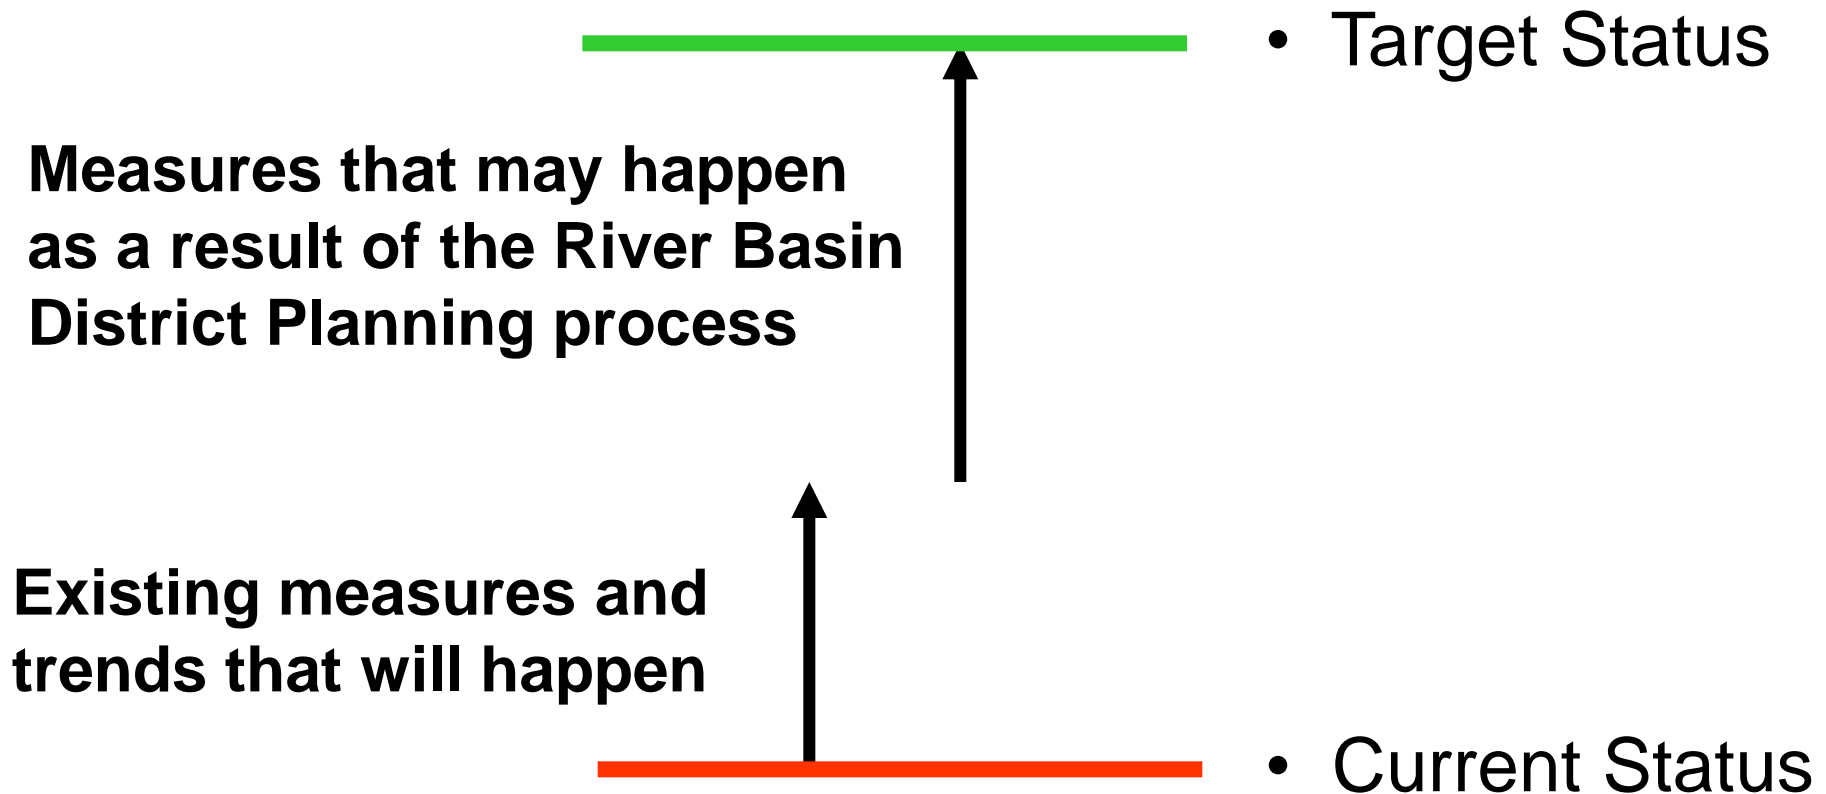 • Target Status
Measures that may happen
as a result of the River Basin
District Planning process
Existing measures and
trends that will happen
• Current Status